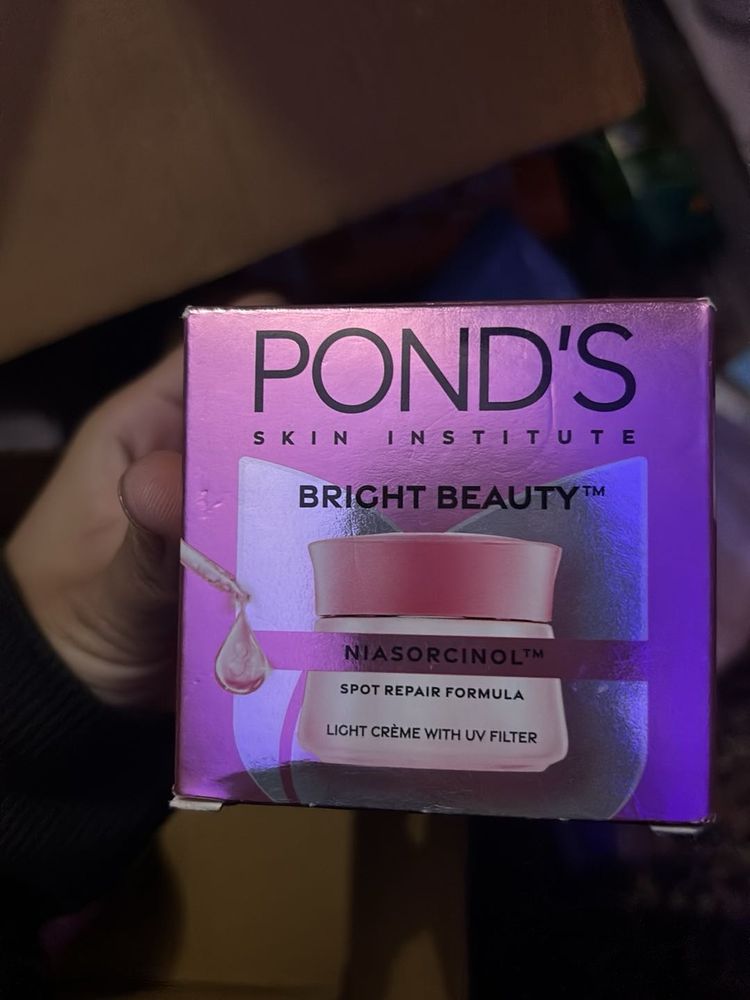 POND'S
SKIN INSTITUTE
BRIGHT BEAUTY™
NIASORCINOL™
SPOT REPAIR FORMULA
LIGHT CRÈME WITH UV FILTER